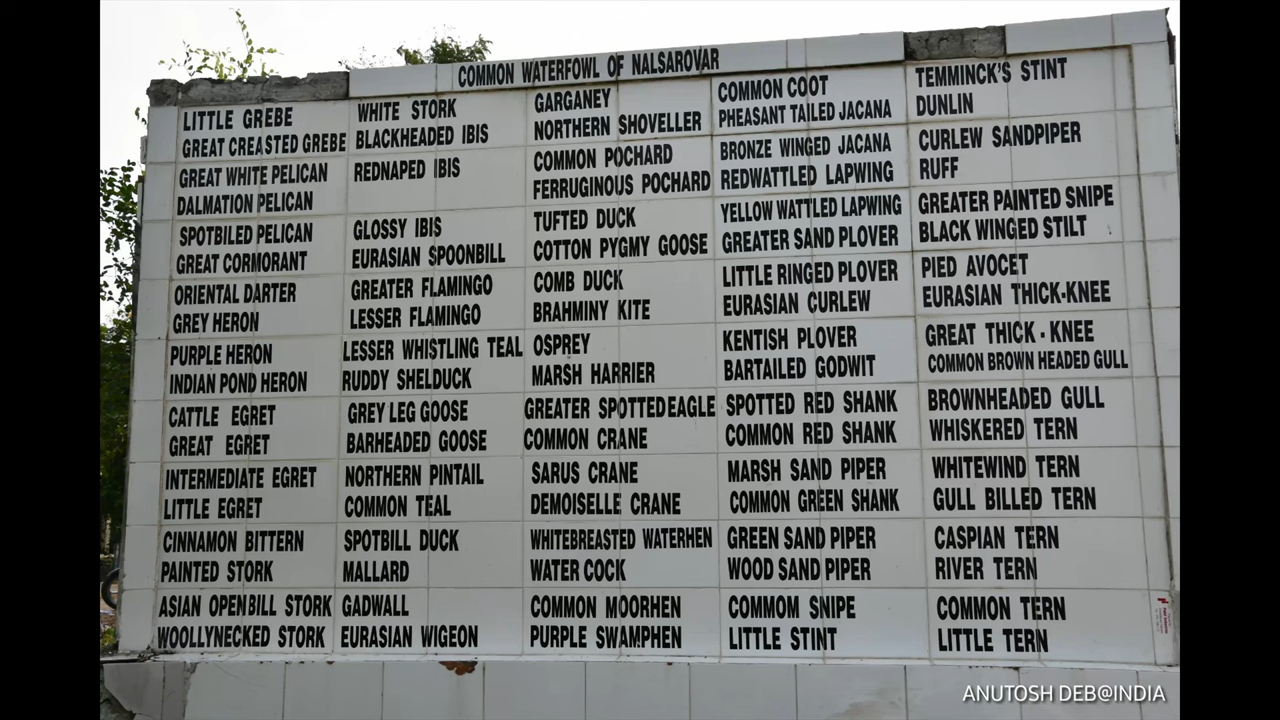 COMMON WATERFOWL OF NALSAROVAR
LITTLE GREBE
GREAT CREASTED GREBE
GREAT WHITE PELICAN
DALMATION PELICAN
SPOTBILED PELICAN
GREAT CORMORANT
ORIENTAL DARTER
GREY HERON
PURPLE HERON
INDIAN POND HERON
CATTLE EGRET
GREAT EGRET
INTERMEDIATE EGRET
LITTLE EGRET
CINNAMON BITTERN
PAINTED STORK
ASIAN OPENBILL STORK
WOOLLYNECKED STORK
WHITE STORK
BLACKHEADED IBIS
REDNAPED IBIS
GLOSSY IBIS
EURASIAN SPOONBILL
GREATER FLAMINGO
LESSER FLAMINGO
LESSER WHISTLING TEAL
RUDDY SHELDUCK
GREY LEG GOOSE
BARHEADED GOOSE
NORTHERN PINTAIL
COMMON TEAL
SPOTBILL DUCK
MALLARD
GADWALL
EURASIAN WIGEON
GARGANEY
NORTHERN SHOVELLER
COMMON POCHARD
FERRUGINOUS POCHARD
TUFTED DUCK
COTTON PYGMY GOOSE
COMB DUCK
BRAHMINY KITE
OSPREY
MARSH HARRIER
GREATER SPOTTEDEAGLE
COMMON CRANE
SARUS CRANE
DEMOISELLE CRANE
WHITEBREASTED WATERHEN
WATER COCK
COMMON MOORHEN
PURPLE SWAMPHEN
COMMON COOT
PHEASANT TAILED JACANA
BRONZE WINGED JACANA
REDWATTLED LAPWING
YELLOW WATTLED LAPWING
GREATER SAND PLOVER
LITTLE RINGED PLOVER
EURASIAN CURLEW
KENTISH PLOVER
BARTAILED GODWIT
SPOTTED RED SHANK
COMMON RED SHANK
MARSH SAND PIPER
COMMON GREEN SHANK
GREEN SAND PIPER
WOOD SAND PIPER
COMMOM SNIPE
LITTLE STINT
TEMMINCK'S STINT
DUNLIN
CURLEW SANDPIPER
RUFF
GREATER PAINTED SNIPE
BLACK WINGED STILT
PIED AVOCET
EURASIAN THICK-KNEE
GREAT THICK - KNEE
COMMON BROWN HEADED GULL
BROWNHEADED GULL
WHISKERED TERN
WHITEWIND TERN
GULL BILLED TERN
CASPIAN TERN
RIVER TERN
COMMON TERN
LITTLE TERN
ANUTOSH DEB@INDIA